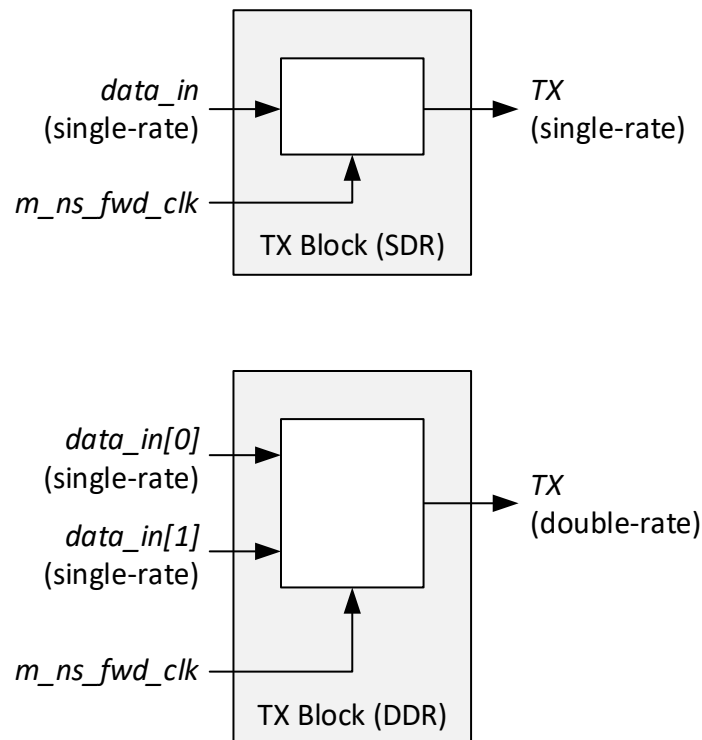 data_in
(single-rate)
TX
(single-rate)
m_ns_fwd_clk
TX Block (SDR)
data_in[0]
(single-rate)
data_in[1]
(single-rate)
TX
(double-rate)
m_ns_fwd_clk
TX Block (DDR)